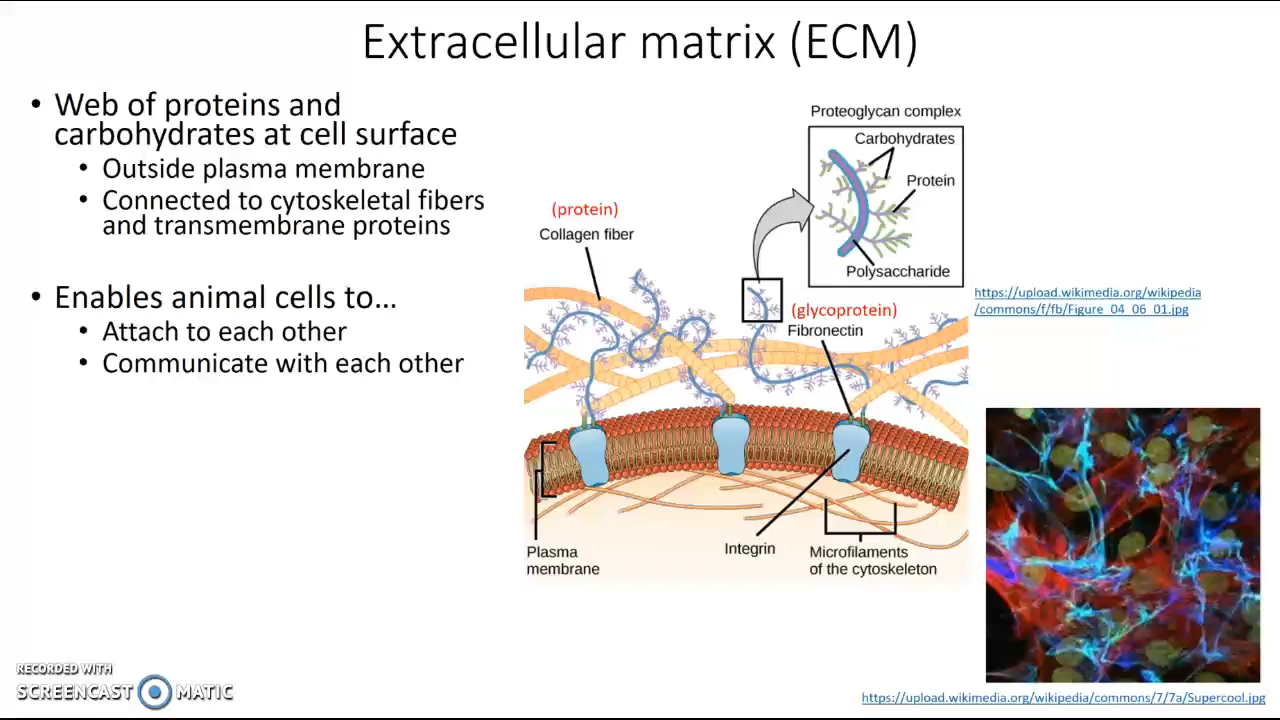 Extracellular matrix (ECM)
• Web of proteins and
carbohydrates at cell surface
• Outside plasma membrane
• Connected to cytoskeletal fibers
and transmembrane proteins
• Enables animal cells to...
• Attach to each other
• Communicate with each other
Proteoglycan complex
Carbohydrates
Protein
Polysaccharide
(protein)
Collagen fiber
(glycoprotein)
Fibronectin
Plasma
membrane
Integrin
Microfilaments
of the cytoskeleton
https://upload.wikimedia.org/wikipedia
/commons/f/fb/Figure_04_06_01.jpg
https://upload.wikimedia.org/wikipedia/commons/7/7a/Supercool.jpg
RECORDED WITH
SCREENCAST MATIC